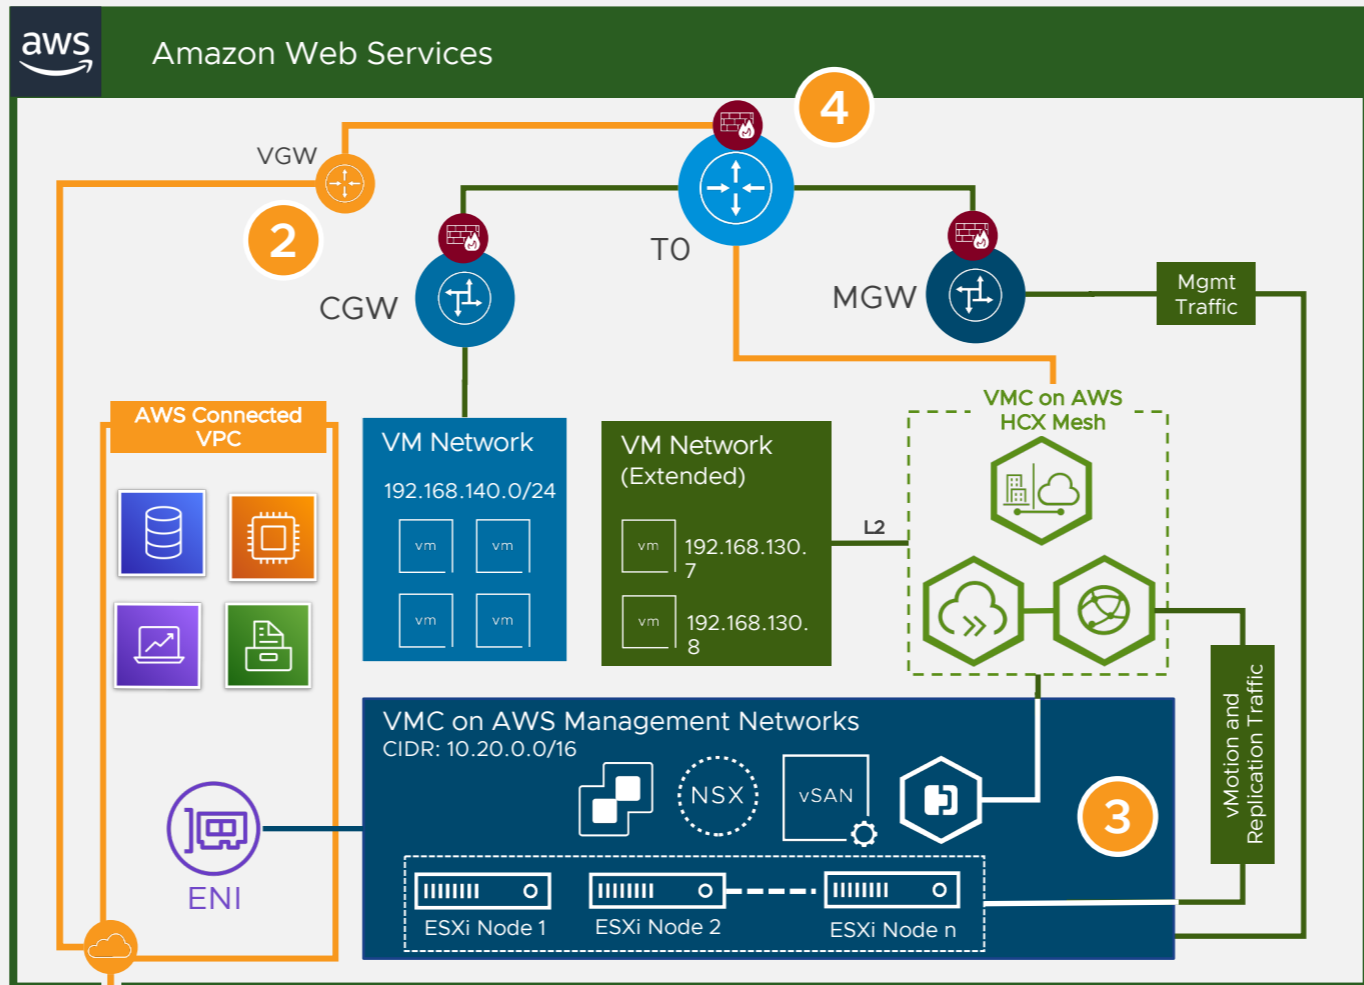 aws
Amazon Web Services
4
VGW
2
T0
CGW
MGW
Mgmt
Traffic
AWS Connected
VPC
VMC on AWS
HCX Mesh
VM Network
192.168.140.0/24
vm
vm
vm
vm
VM Network
(Extended)
vm
192.168.130.
7
vm
192.168.130.
8
L2
vMotion and
Replication Traffic
VMC on AWS Management Networks
CIDR: 10.20.0.0/16
NSX
vSAN
3
ENI
ESXi Node 1
ESXi Node 2
ESXi Node n